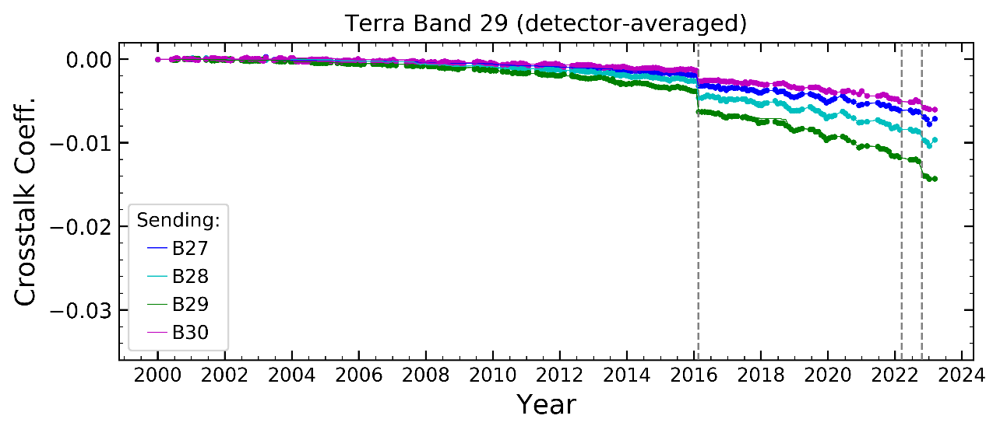 Terra Band 29 (detector-averaged)
Crosstalk Coeff.
0.00
−0.01
−0.02
−0.03
Sending:
B27
B28
B29
B30
2000 2002 2004 2006 2008 2010 2012 2014 2016 2018 2020 2022 2024
Year